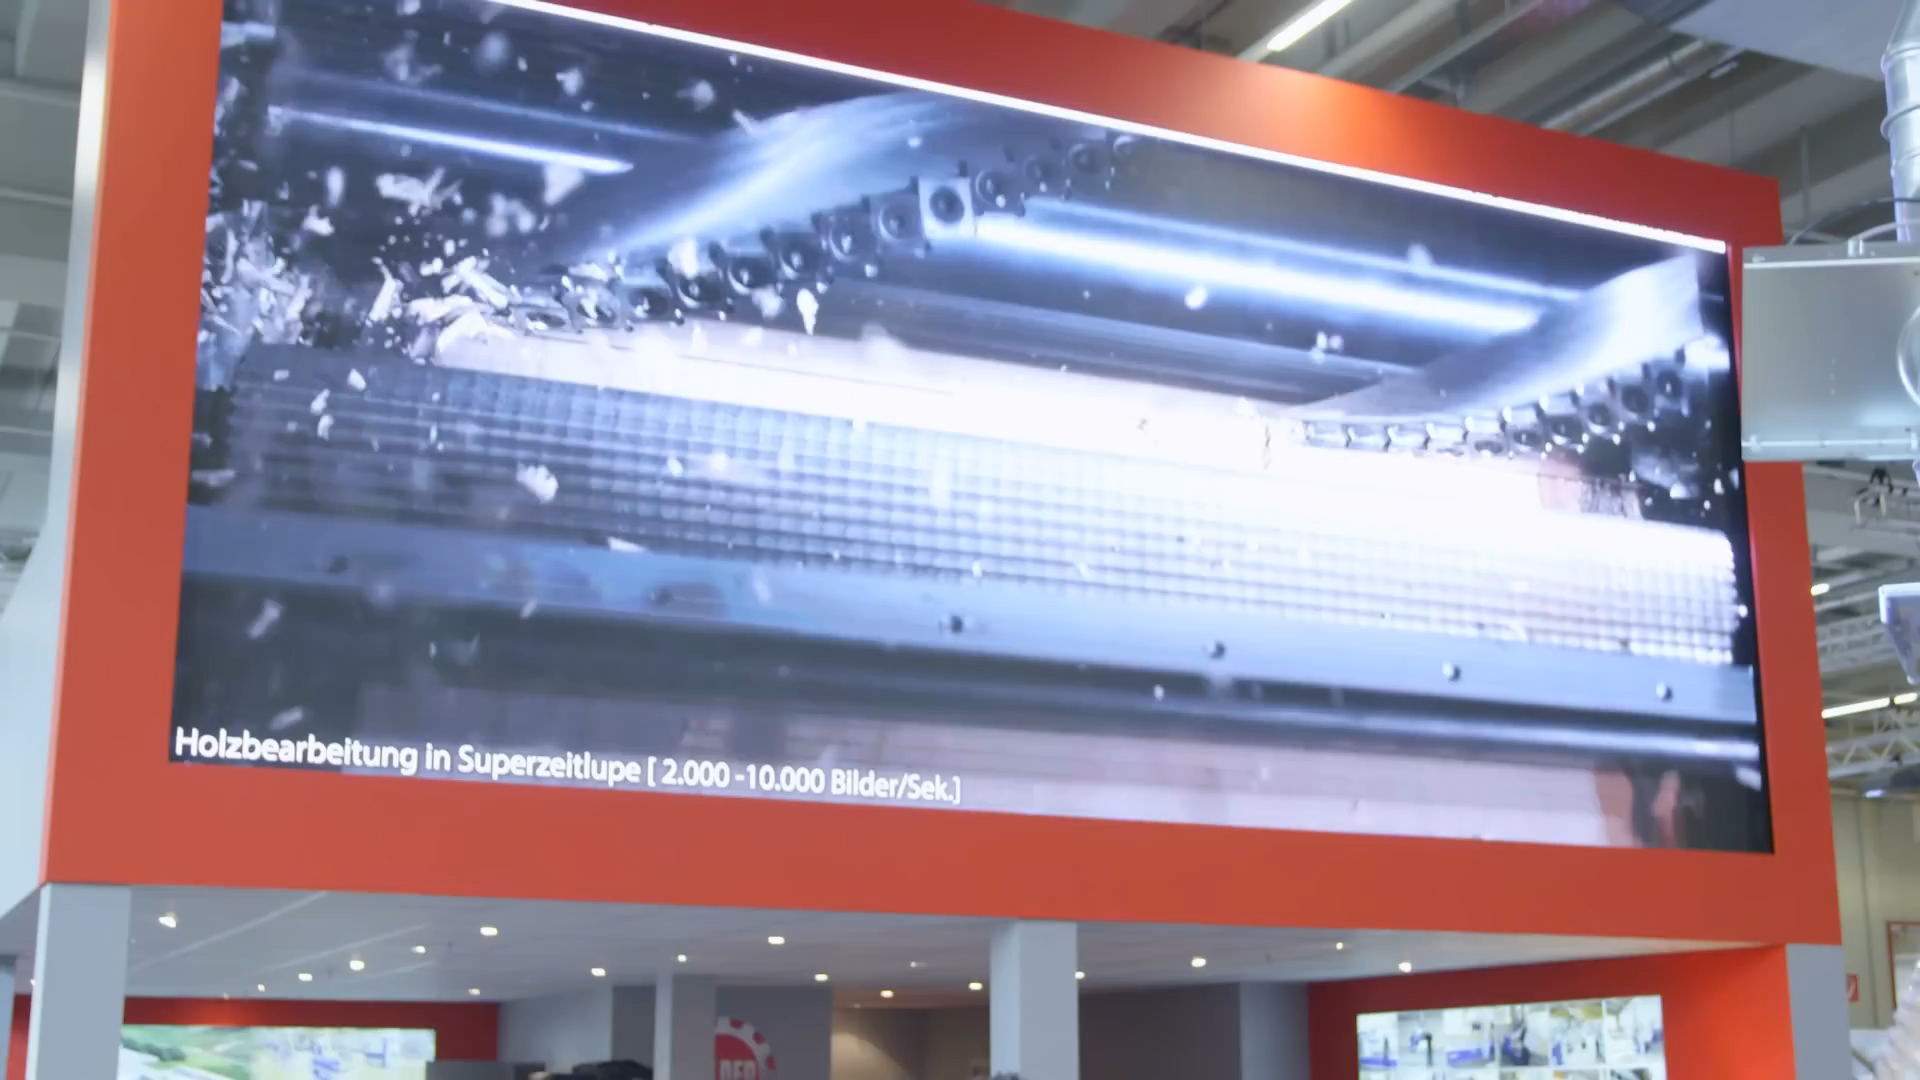 Holzbearbeitung in Superzeitlupe [ 2.000 -10.000 Bilder/Sek.]